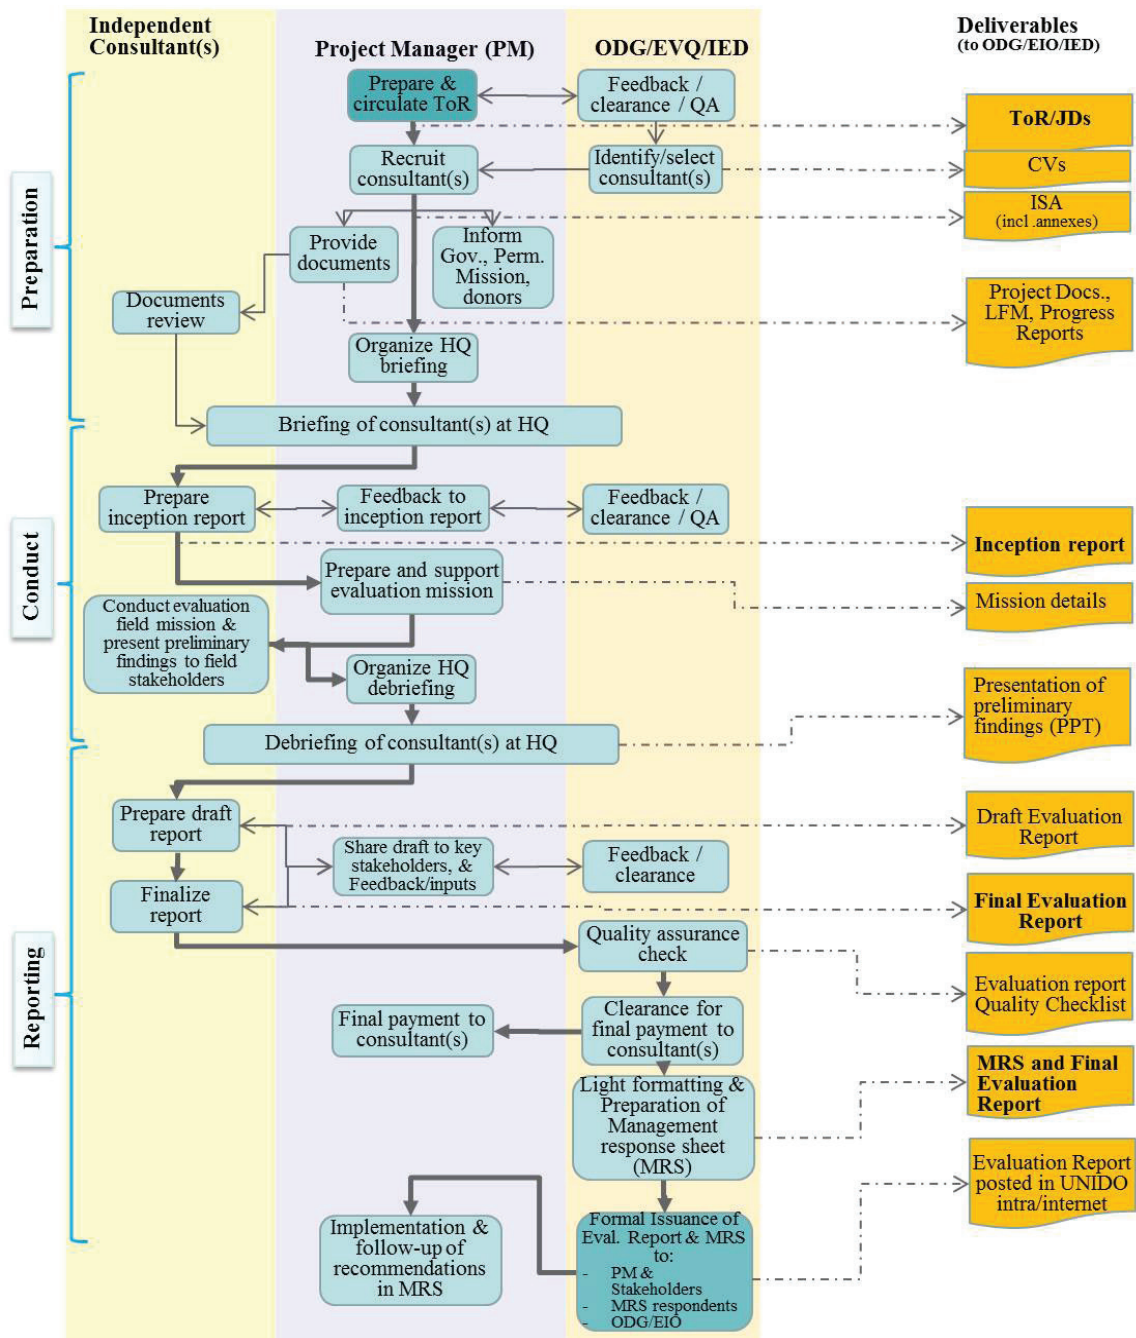 Independent
Consultant(s)
Project Manager (PM)
ODG/EVQ/IED
Deliverables
(to ODG/EIO/IED)
Preparation
Prepare &
circulate ToR
Feedback /
clearance / QA
ToR/JDs
Recruit
consultant(s)
Identify/select
consultant(s)
CVs
ISA
(incl .annexes)
Provide
documents
Inform
Gov., Perm.
Mission,
donors
Documents
review
Project Docs.,
LFM, Progress
Reports
Organize HQ
briefing
Briefing of consultant(s) at HQ
Conduct
Prepare
inception report
Feedback to
inception report
Feedback /
clearance / QA
Inception report
Prepare and support
evaluation mission
Mission details
Conduct evaluation
field mission &
present preliminary
findings to field
stakeholders
Organize HQ
debriefing
Presentation of
preliminary
findings (PPT)
Debriefing of consultant(s) at HQ
Reporting
Prepare draft
report
Draft Evaluation
Report
Share draft to key
stakeholders, &
Feedback/inputs
Feedback /
clearance
Finalize
report
Final Evaluation
Report
Quality assurance
check
Evaluation report
Quality Checklist
Final payment to
consultant(s)
Clearance for
final payment to
consultant(s)
MRS and Final
Evaluation
Report
Light formatting &
Preparation of
Management
response sheet
(MRS)
Evaluation Report
posted in UNIDO
intra/internet
Implementation &
follow-up of
recommendations
in MRS
Formal Issuance of
Eval. Report & MRS
to:
- PM &
Stakeholders
- MRS respondents
- ODG/EIO